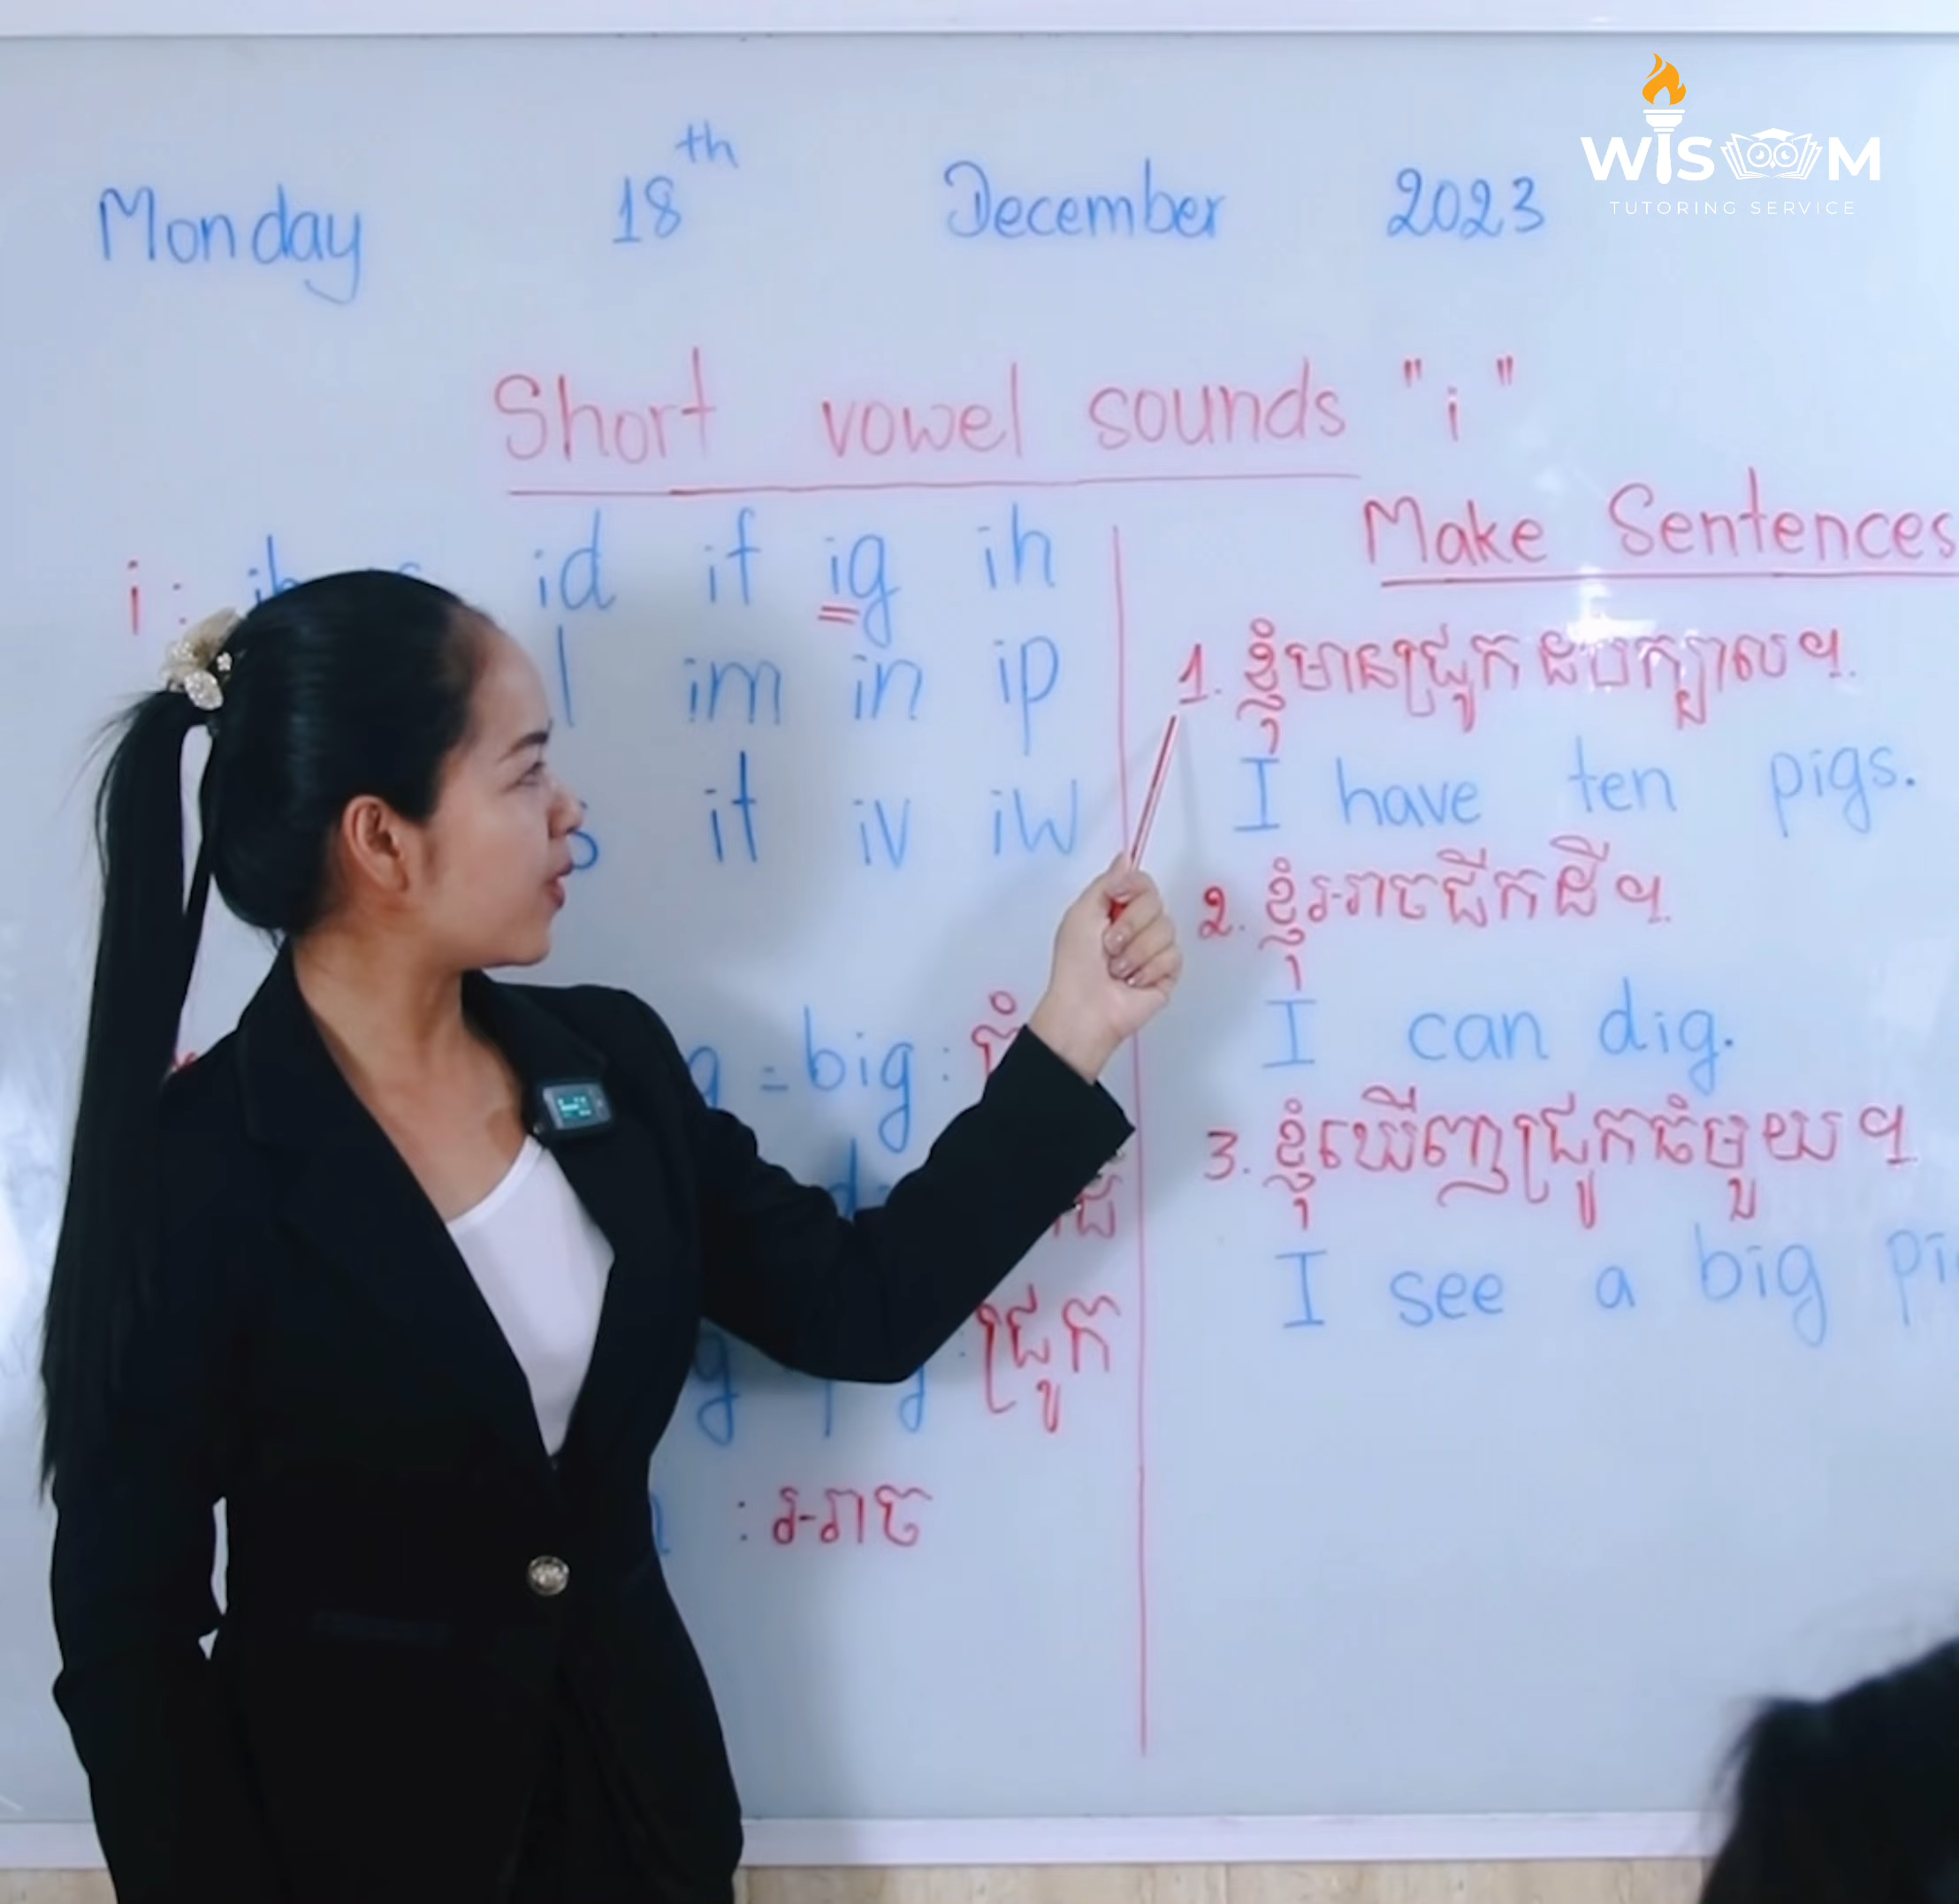 WISDOM
TUTORING SERVICE
Monday 18th December 2023
Short vowel sounds "i"
i : id if ig ih
im in ip
it iv iw
= big : ធំ
ជ្រូក
: អាច
Make Sentences
1. ខ្ញុំមានជ្រូកដប់ក្បាល។
I have ten pigs.
2. ខ្ញុំអាចជីកដី។
I can dig.
3. ខ្ញុំឃើញជ្រូកធំមួយ។
I see a big